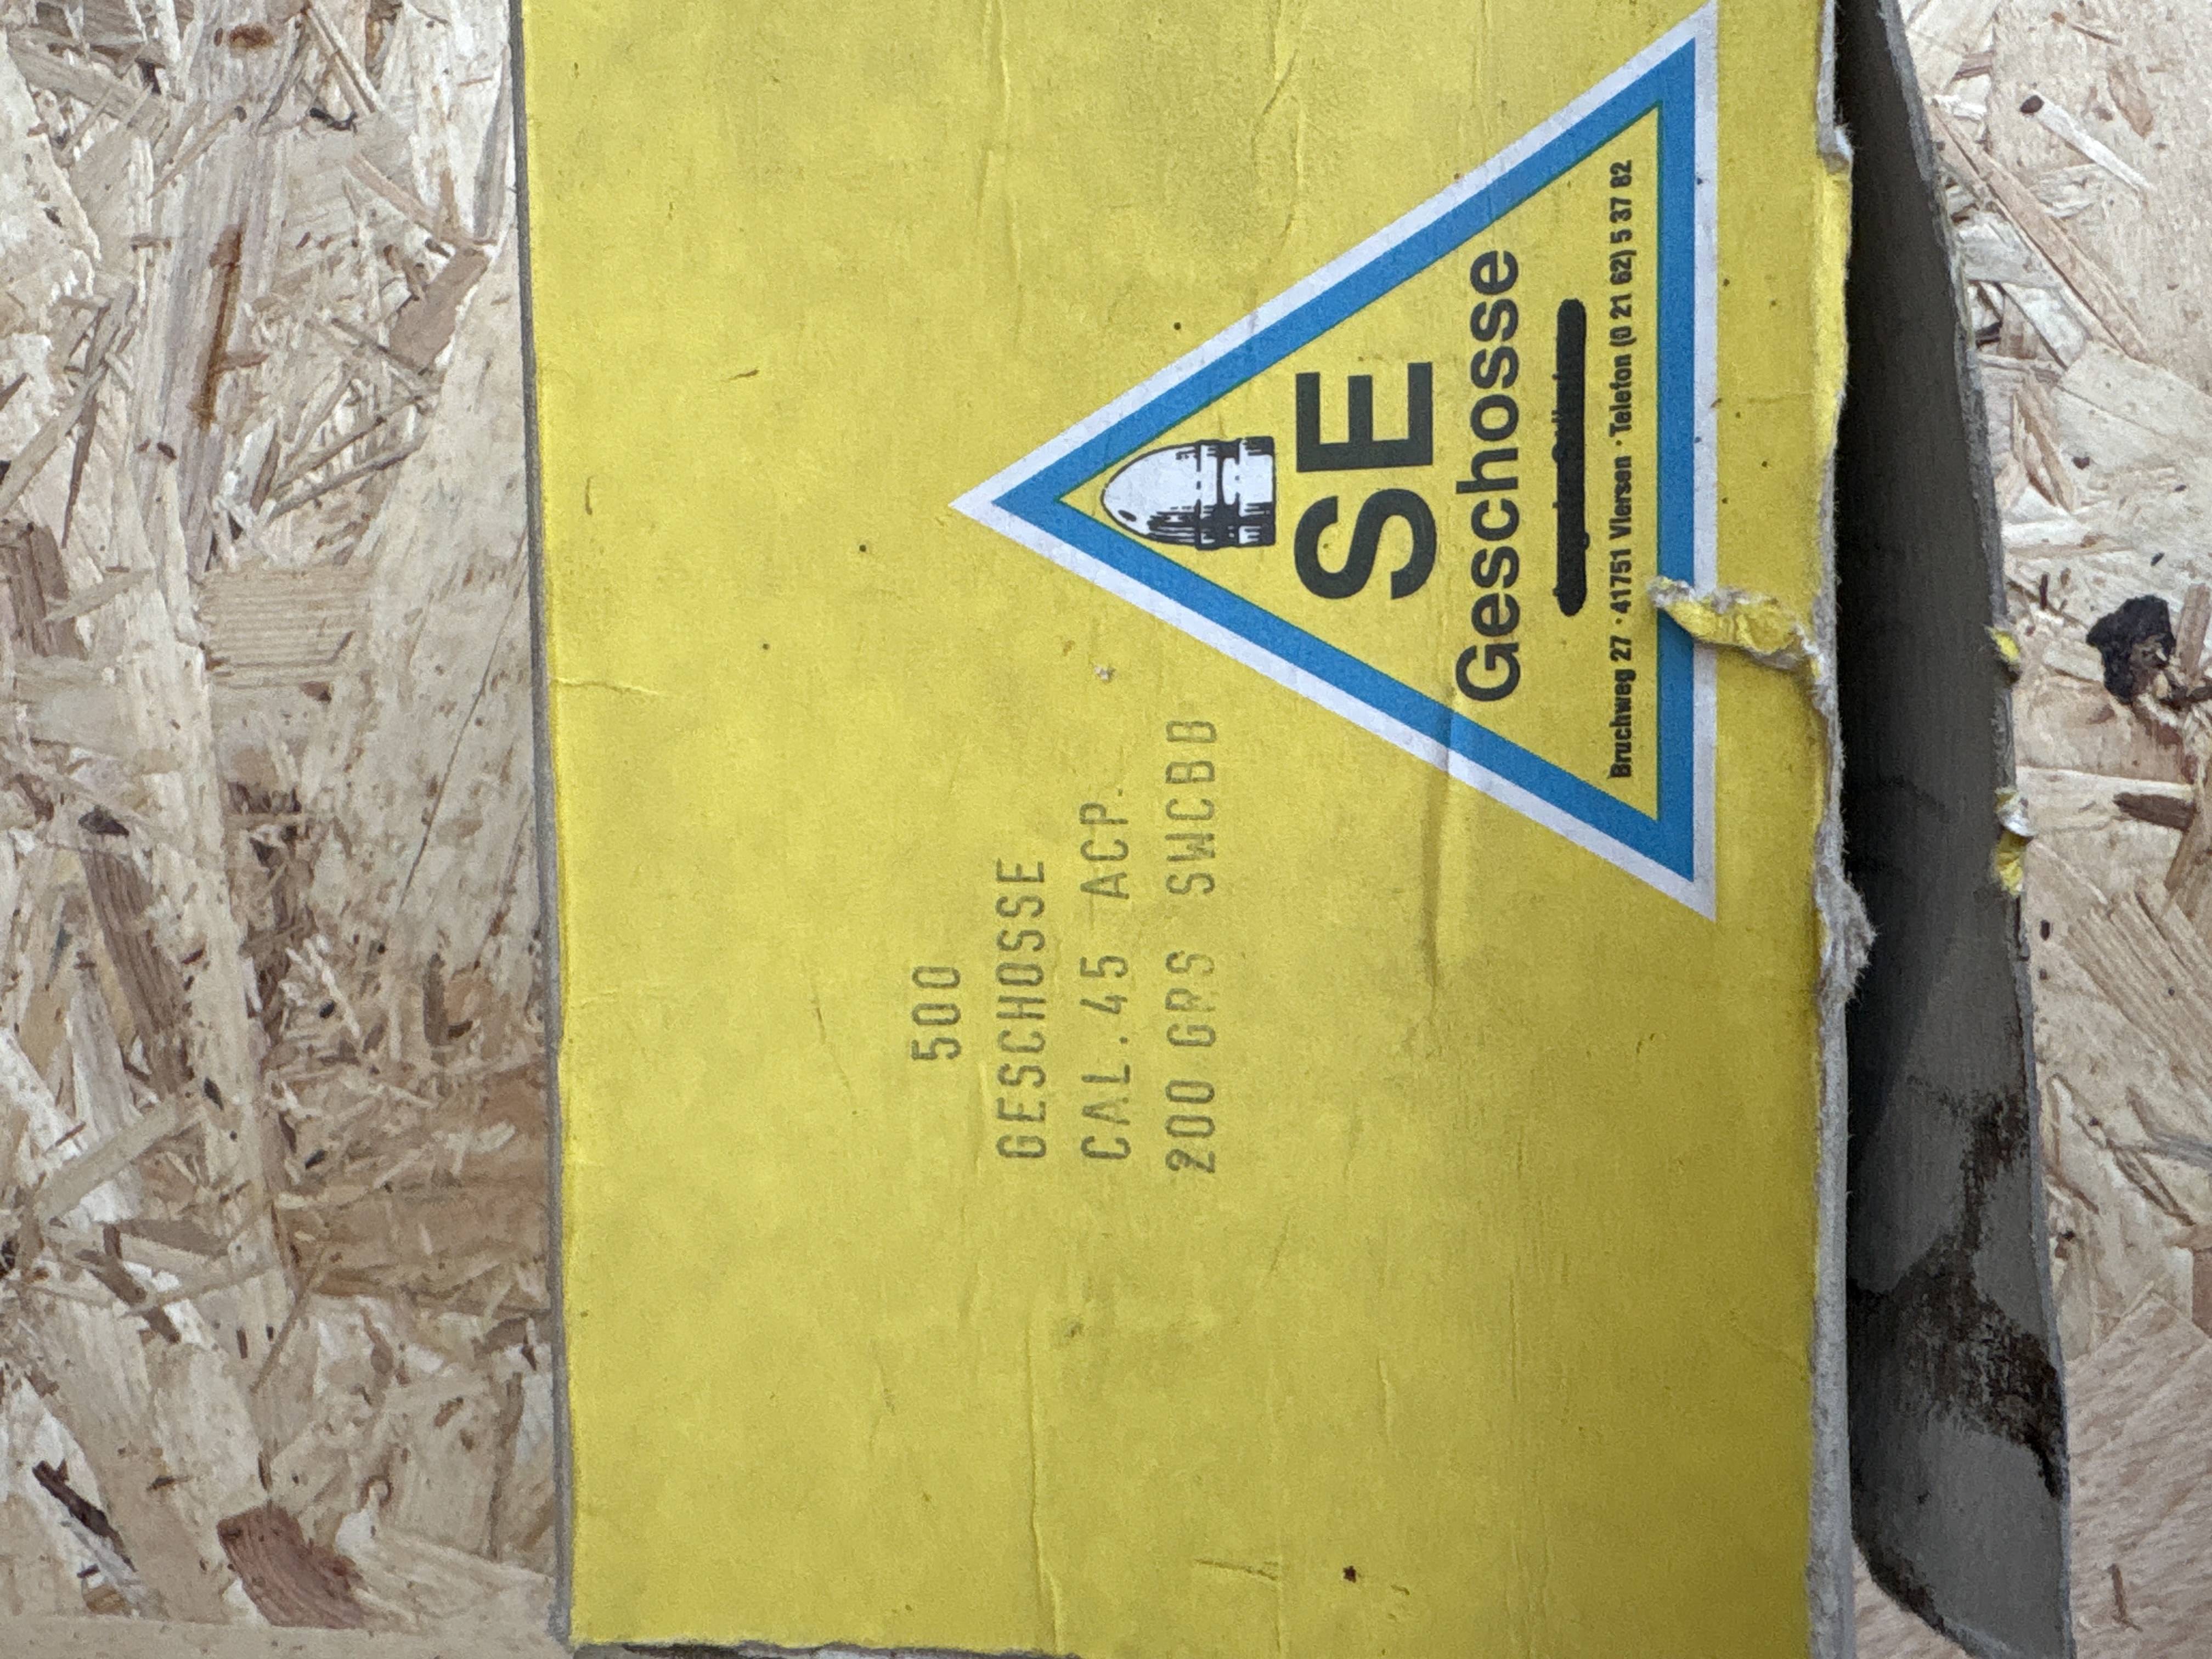 500
GESCHOSSE
CAL.45 ACP.
200 GRS SWCBB
SE
Geschosse
Bruchweg 27 · 41751 Viersen · Telefon (0 21 62) 5 37 82